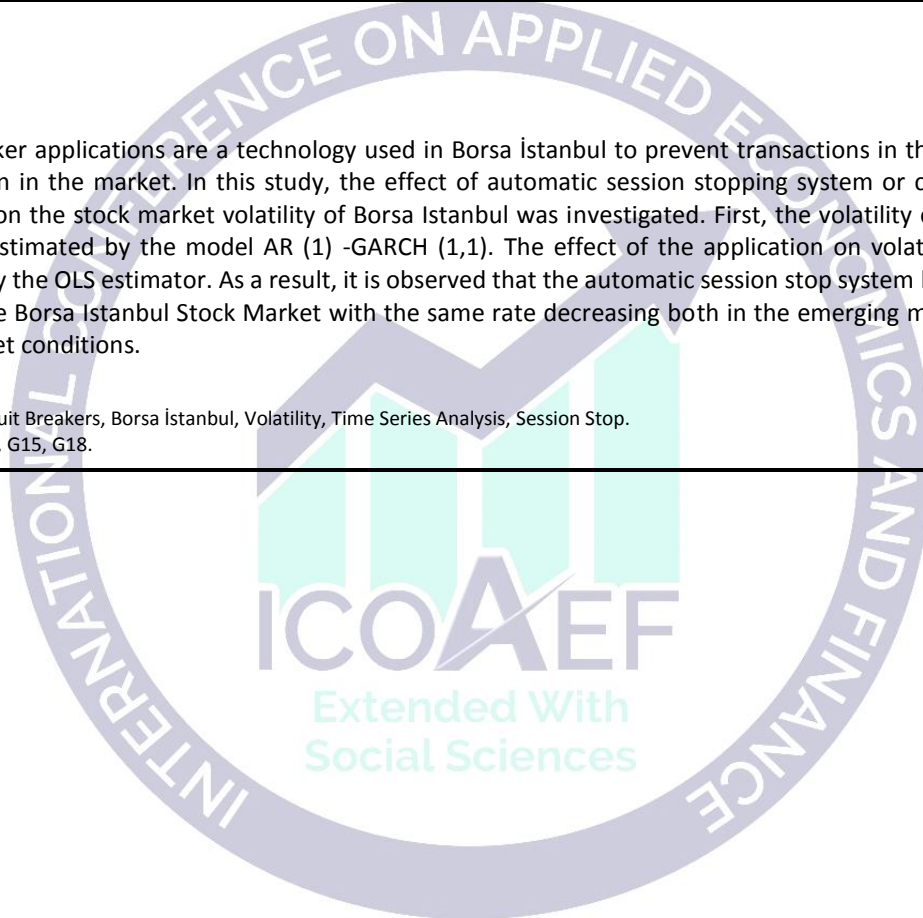 INTERNATIONAL CONFERENCE ON APPLIED ECONOMICS AND FINANCE
ker applications are a technology used in Borsa İstanbul to prevent transactions in th
n in the market. In this study, the effect of automatic session stopping system or c
on the stock market volatility of Borsa Istanbul was investigated. First, the volatility
stimated by the model AR (1) -GARCH (1,1). The effect of the application on volat
y the OLS estimator. As a result, it is observed that the automatic session stop system
e Borsa Istanbul Stock Market with the same rate decreasing both in the emerging m
et conditions.
uit Breakers, Borsa İstanbul, Volatility, Time Series Analysis, Session Stop.
G15, G18.
ICOAEF
Extended With
Social Sciences